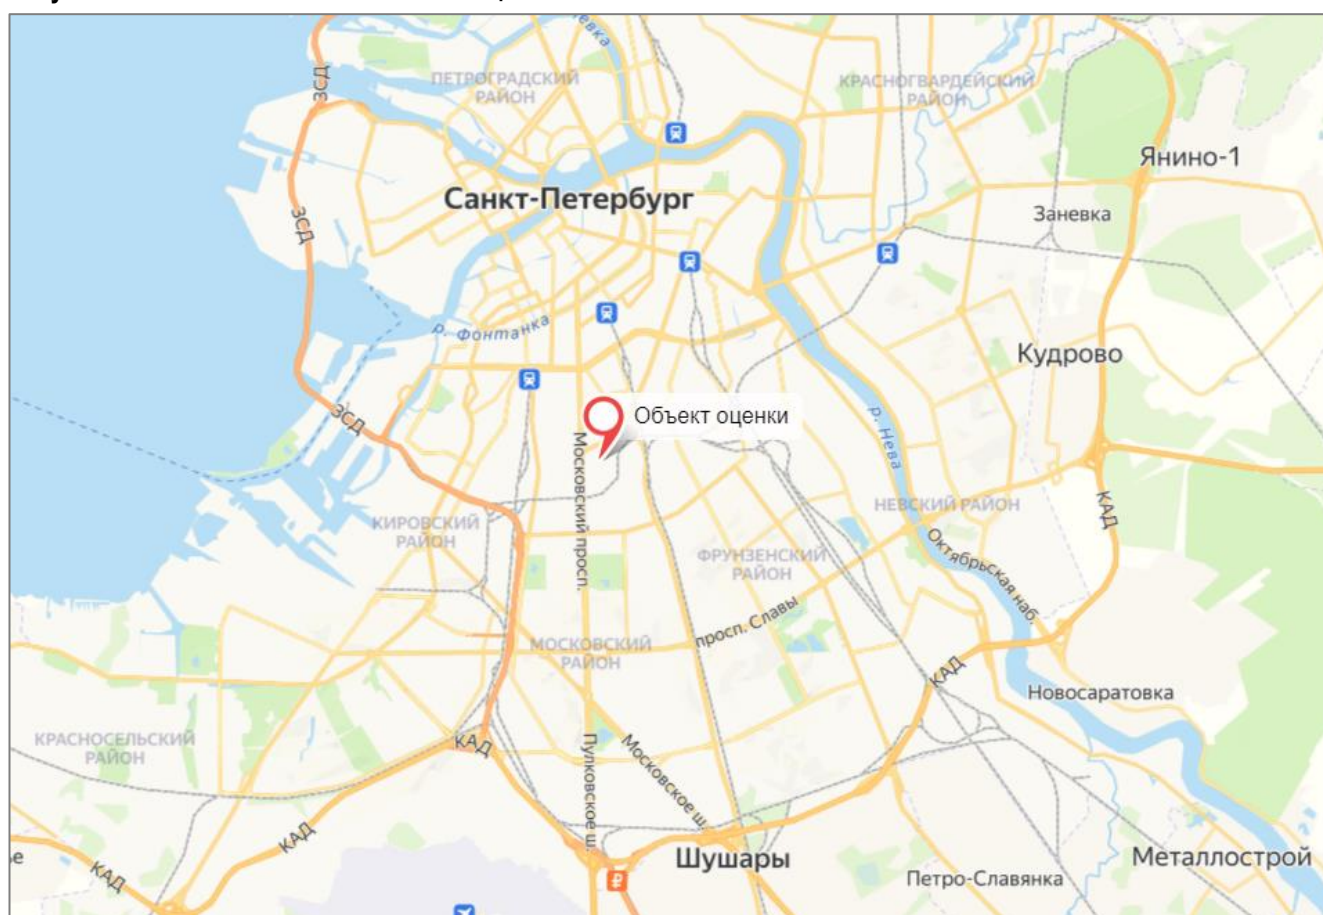 ЗСД
ПЕТРОГРАДСКИЙ
РАЙОН
КРАСНОГВАРДЕЙСКИЙ
РАЙОН
Янино-1
Санкт-Петербург
ЗСД
Заневка
р. Фонтанка
Кудрово
ЗСД
Объект оценки
р. Нева
Московский просп.
КИРОВСКИЙ
РАЙОН
НЕВСКИЙ РАЙОН
КАД
ФРУНЗЕНСКИЙ
РАЙОН
Октябрьская наб.
просп. Славы
МОСКОВСКИЙ
РАЙОН
КАД
Новосаратовка
КРАСНОСЕЛЬСКИЙ
РАЙОН
КАД
Пулковское ш.
Московское ш.
КАД
Шушары
Металлострой
КАД
Петро-Славянка